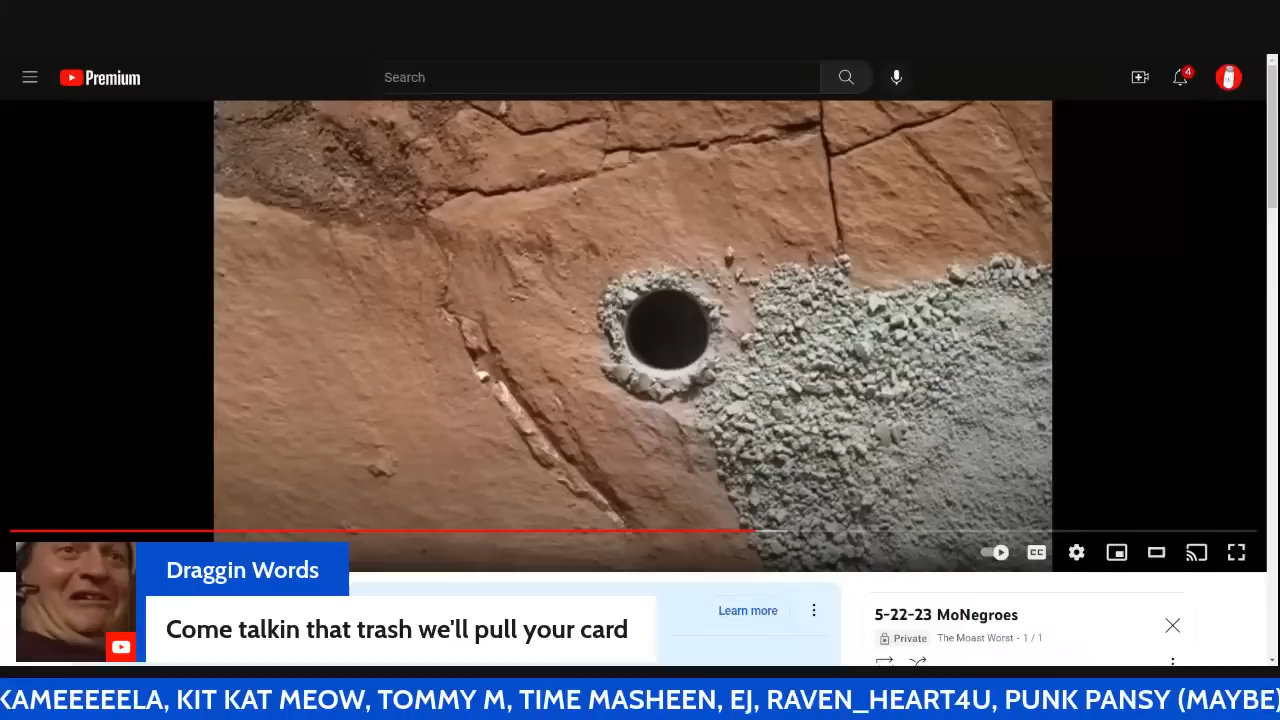 Premium
Search
4
Draggin Words
Come talkin that trash we'll pull your card
CC
Learn more
5-22-23 MoNegroes
Private The Moast Worst - 1 / 1
KAMEEEEELA, KIT KAT MEOW, TOMMY M, TIME MASHEEN, EJ, RAVEN_HEART4U, PUNK PANSY (MAYBE)